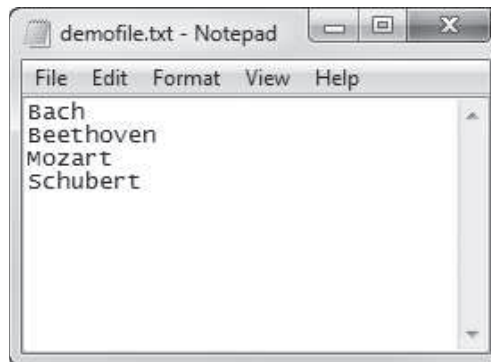 demofile.txt - Notepad
File Edit Format View Help
Bach
Beethoven
Mozart
Schubert